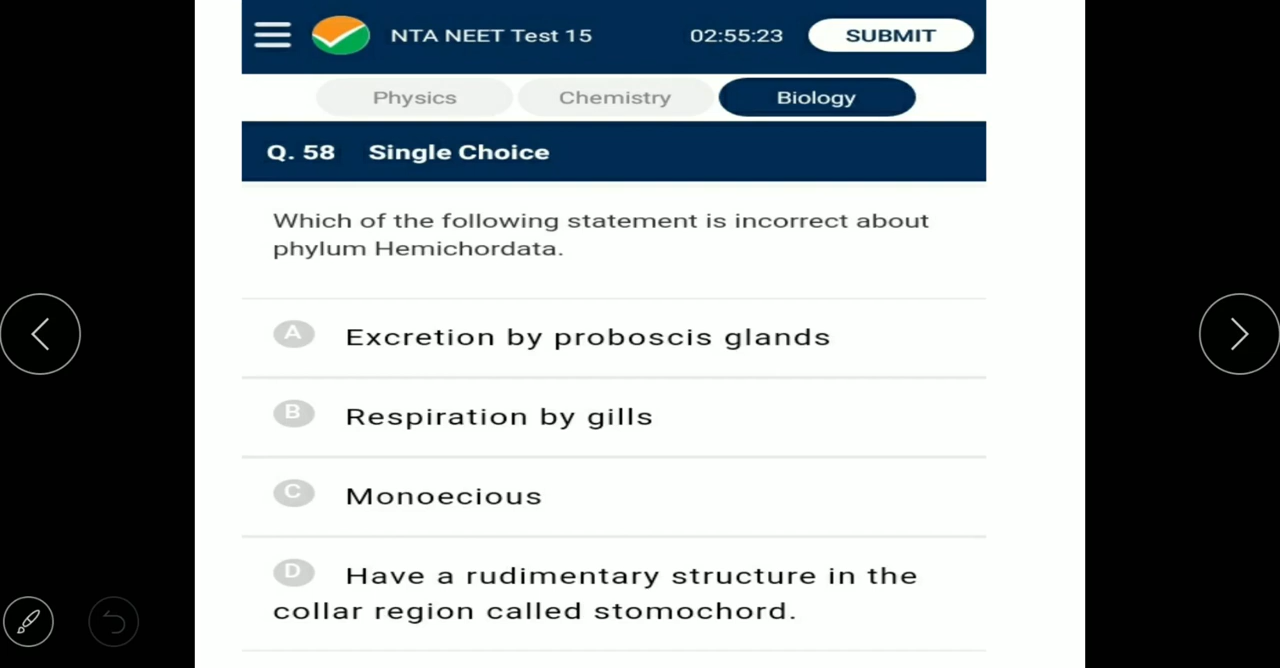 NTA NEET Test 15 02:55:23 SUBMIT
Physics Chemistry Biology
Q. 58 Single Choice
Which of the following statement is incorrect about
phylum Hemichordata.
A Excretion by proboscis glands
B Respiration by gills
C Monoecious
D Have a rudimentary structure in the
collar region called stomochord.